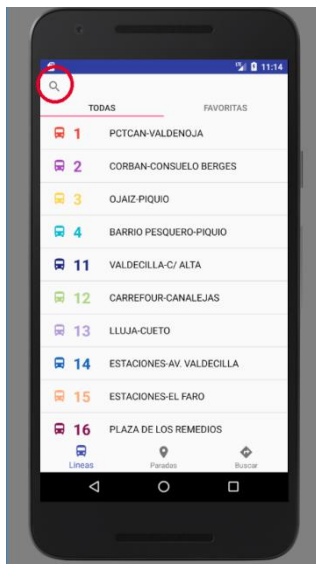 11:14
TODAS FAVORITAS
1 PCTCAN-VALDENOJA
2 CORBAN-CONSUELO BERGES
3 OJAIZ-PIQUIO
4 BARRIO PESQUERO-PIQUIO
11 VALDECILLA-C/ ALTA
12 CARREFOUR-CANALEJAS
13 LLUJA-CUETO
14 ESTACIONES-AV. VALDECILLA
15 ESTACIONES-EL FARO
16 PLAZA DE LOS REMEDIOS
Lineas Paradas Buscar